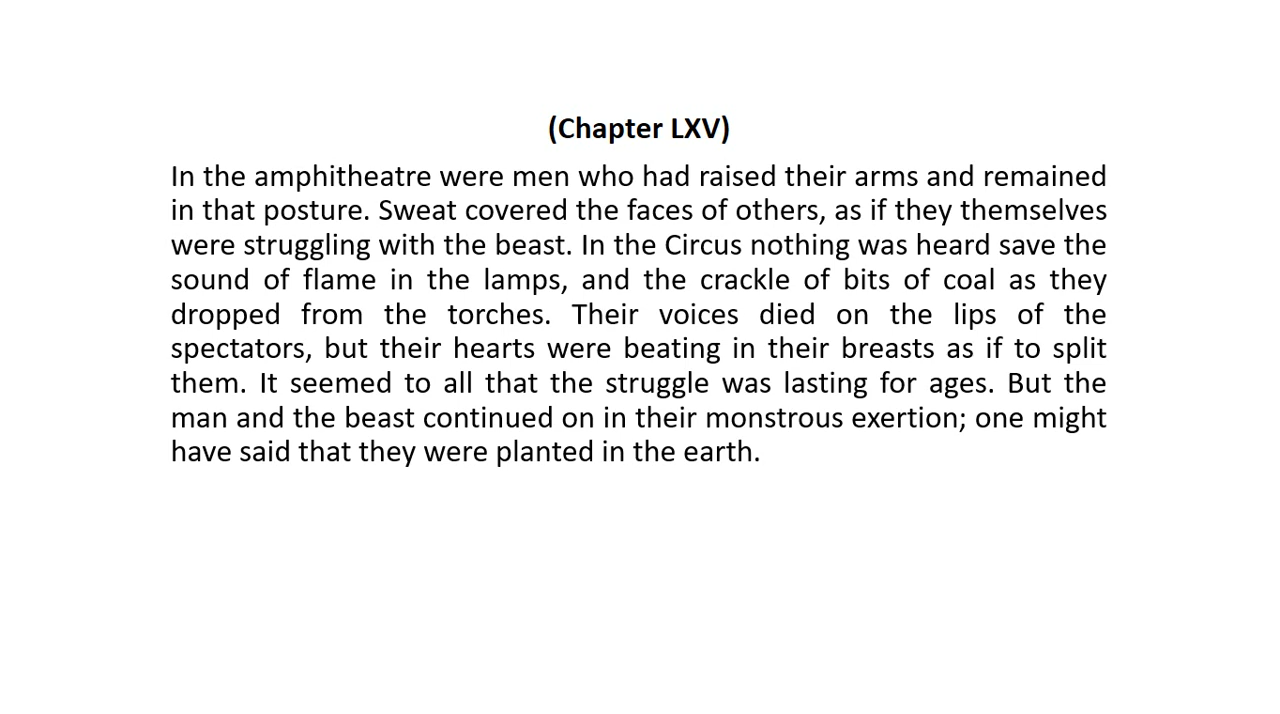 (Chapter LXV)
In the amphitheatre were men who had raised their arms and remained
in that posture. Sweat covered the faces of others, as if they themselves
were struggling with the beast. In the Circus nothing was heard save the
sound of flame in the lamps, and the crackle of bits of coal as they
dropped from the torches. Their voices died on the lips of the
spectators, but their hearts were beating in their breasts as if to split
them. It seemed to all that the struggle was lasting for ages. But the
man and the beast continued on in their monstrous exertion; one might
have said that they were planted in the earth.